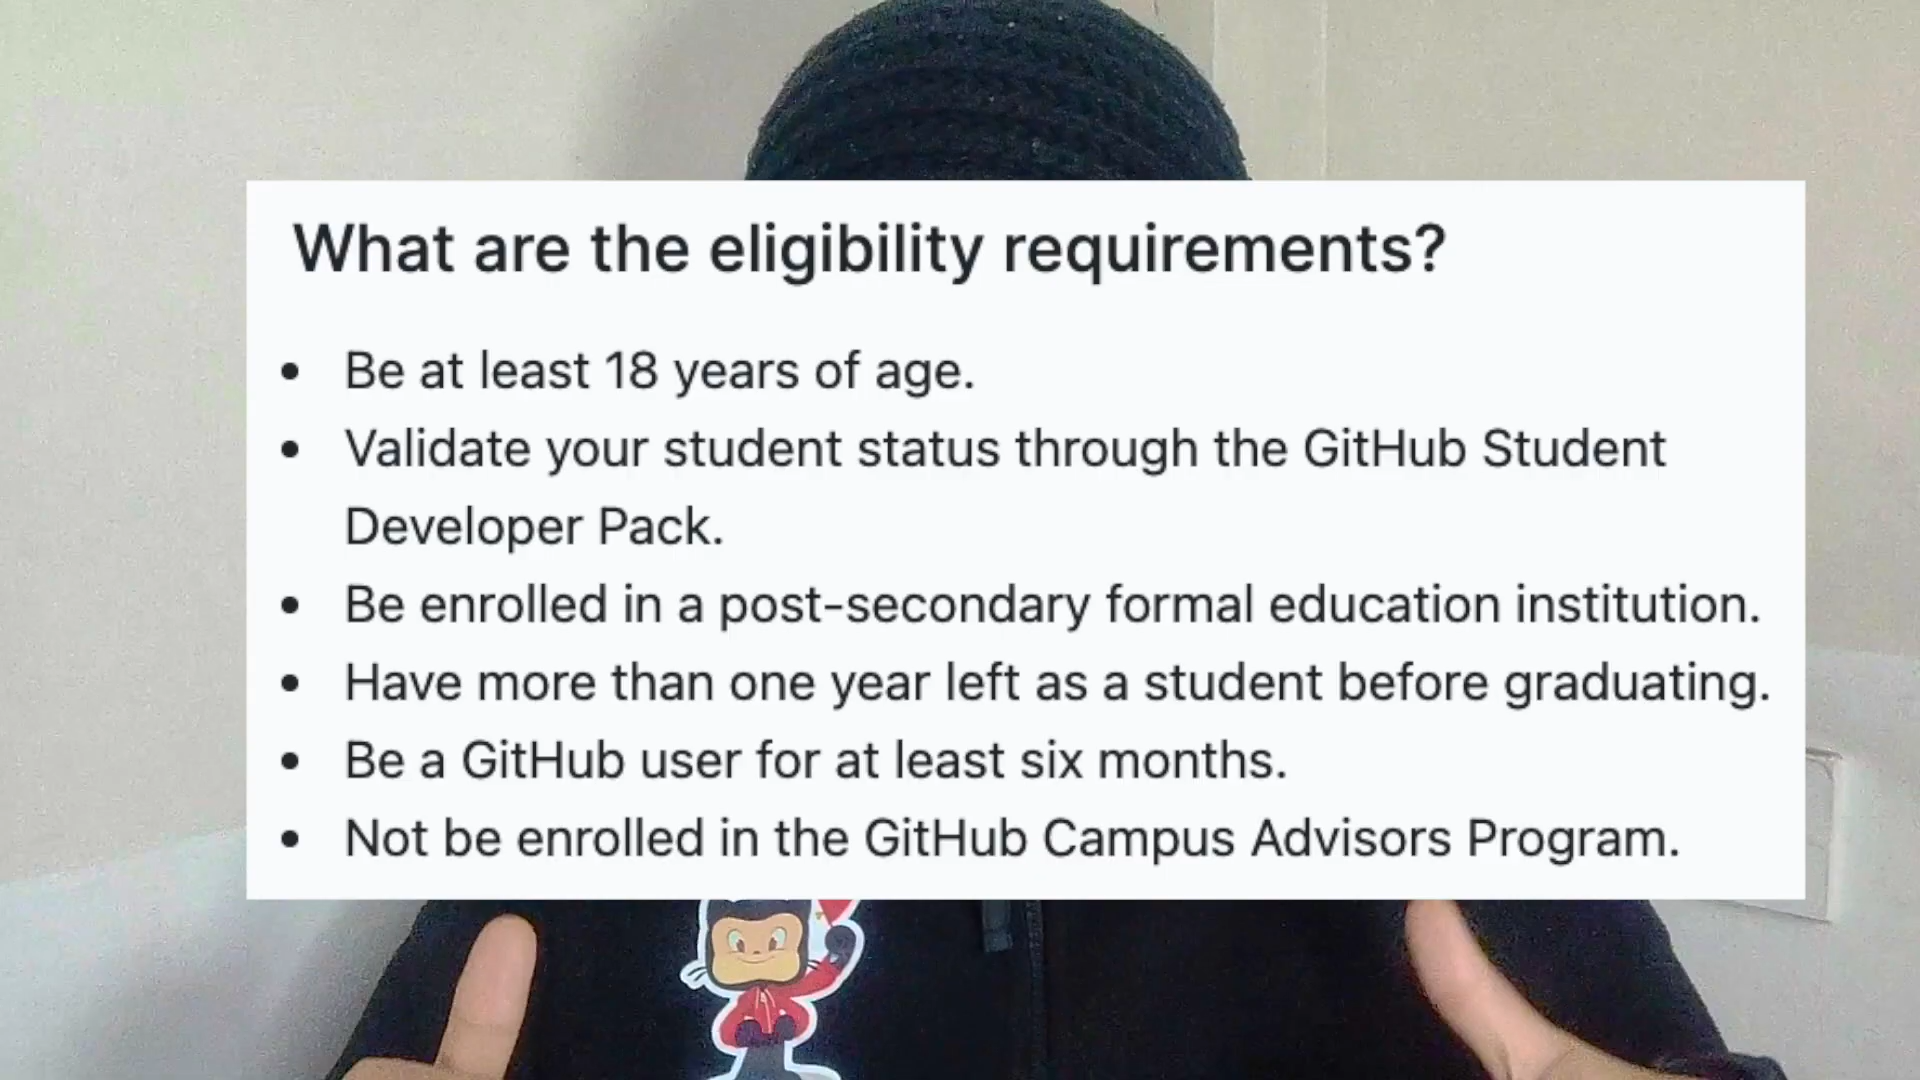 What are the eligibility requirements?
• Be at least 18 years of age.
• Validate your student status through the GitHub Student
Developer Pack.
• Be enrolled in a post-secondary formal education institution.
• Have more than one year left as a student before graduating.
• Be a GitHub user for at least six months.
• Not be enrolled in the GitHub Campus Advisors Program.